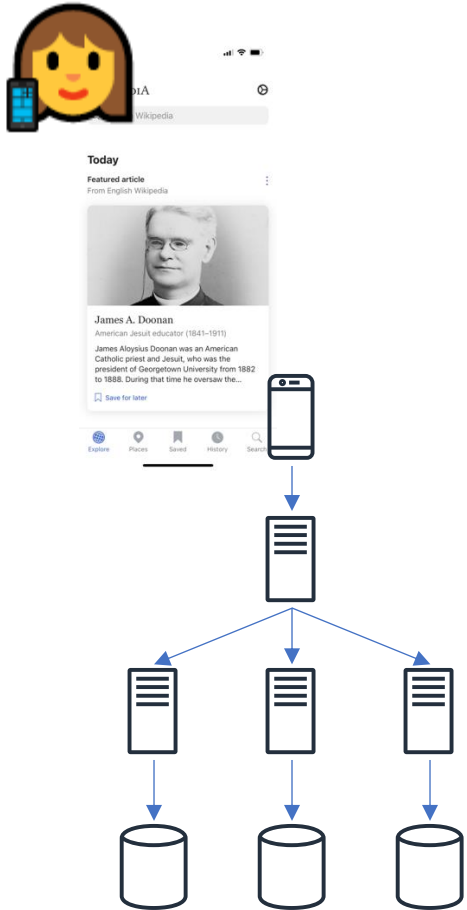 Wikipedia
Today
Featured article
From English Wikipedia
James A. Doonan
American Jesuit educator (1841–1911)
James Aloysius Doonan was an American
Catholic priest and Jesuit, who was the
president of Georgetown University from 1882
to 1888. During that time he oversaw the...
Save for later
Explore Places Saved History Search